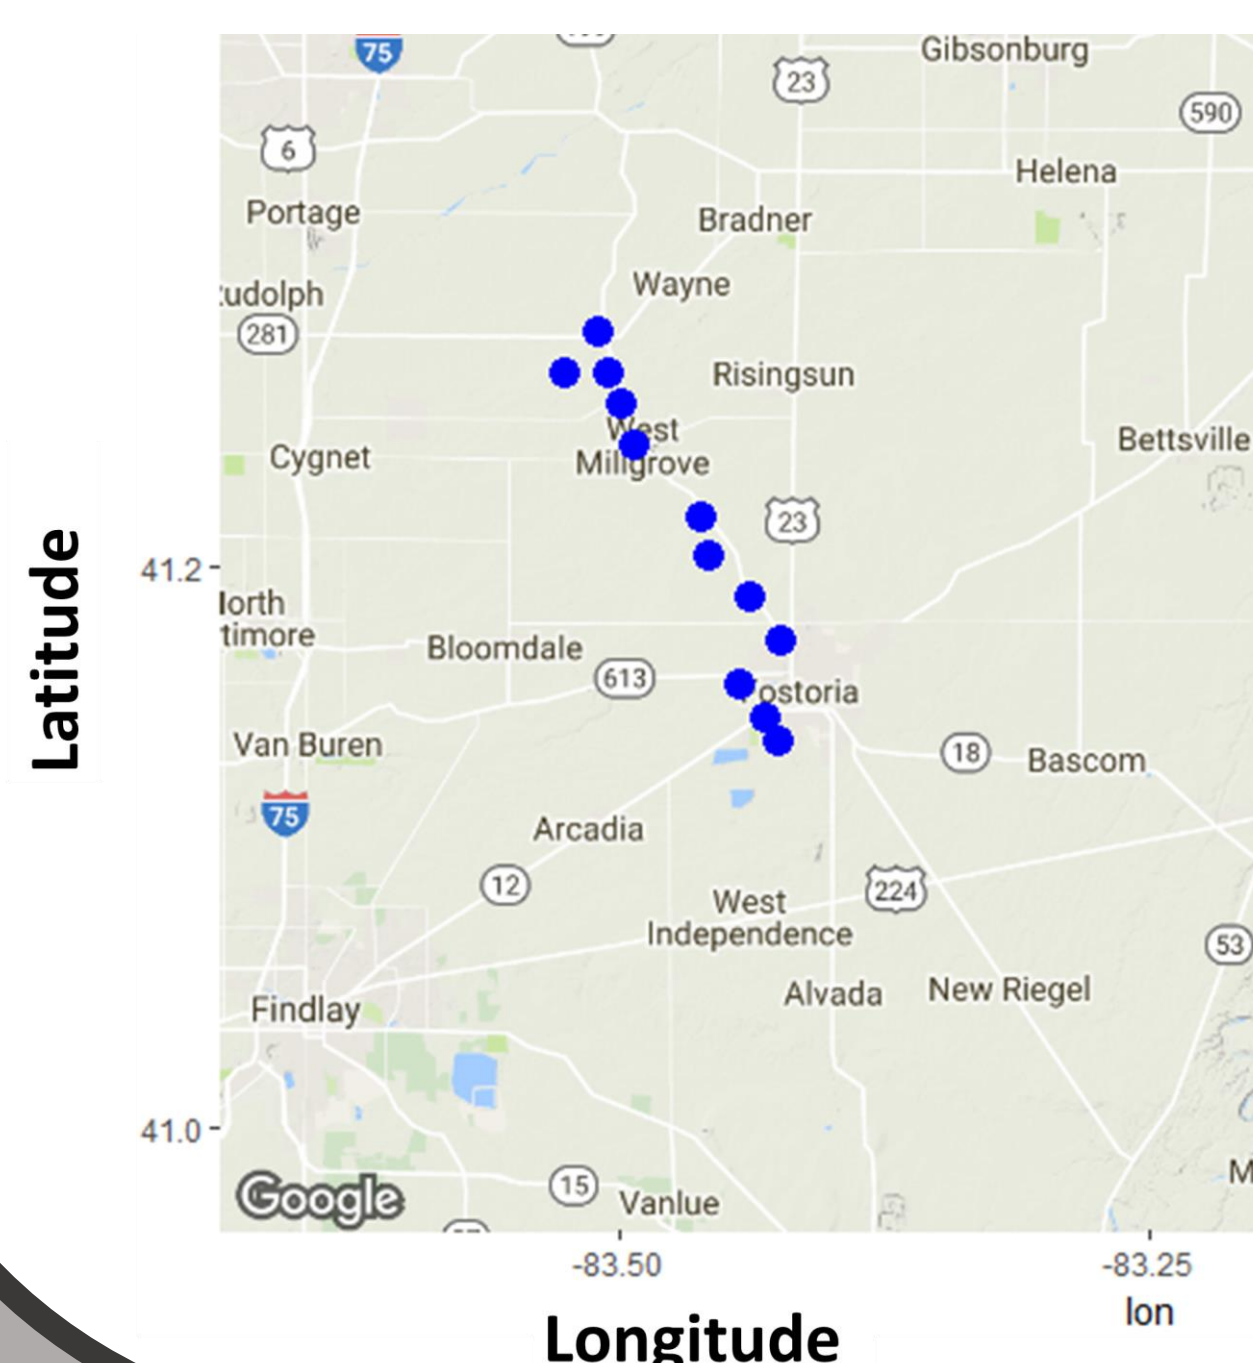 75
23
Gibsonburg
590
6
Helena
Portage
Bradner
Wayne
udolph
281
Risingsun
West
Millgrove
Bettsville
Cygnet
23
41.2
Latitude
timore
Bloomdale
613
ostoria
Van Buren
18
Bascom
75
Arcadia
12
224
West
Independence
53
Alvada
New Riegel
Findlay
41.0
15
Vanlue
M
Google
-83.50
-83.25
lon
Longitude